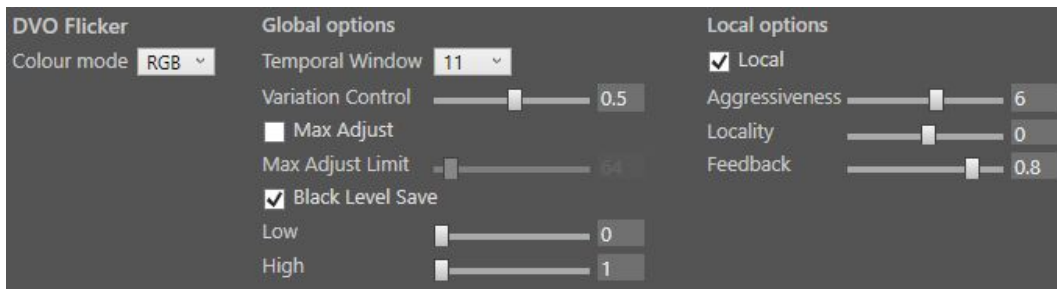 DVO Flicker
Colour mode RGB
Global options
Temporal Window 11
Variation Control 0.5
Max Adjust
Max Adjust Limit 64
Black Level Save
Low 0
High 1
Local options
Local
Aggressiveness 6
Locality 0
Feedback 0.8